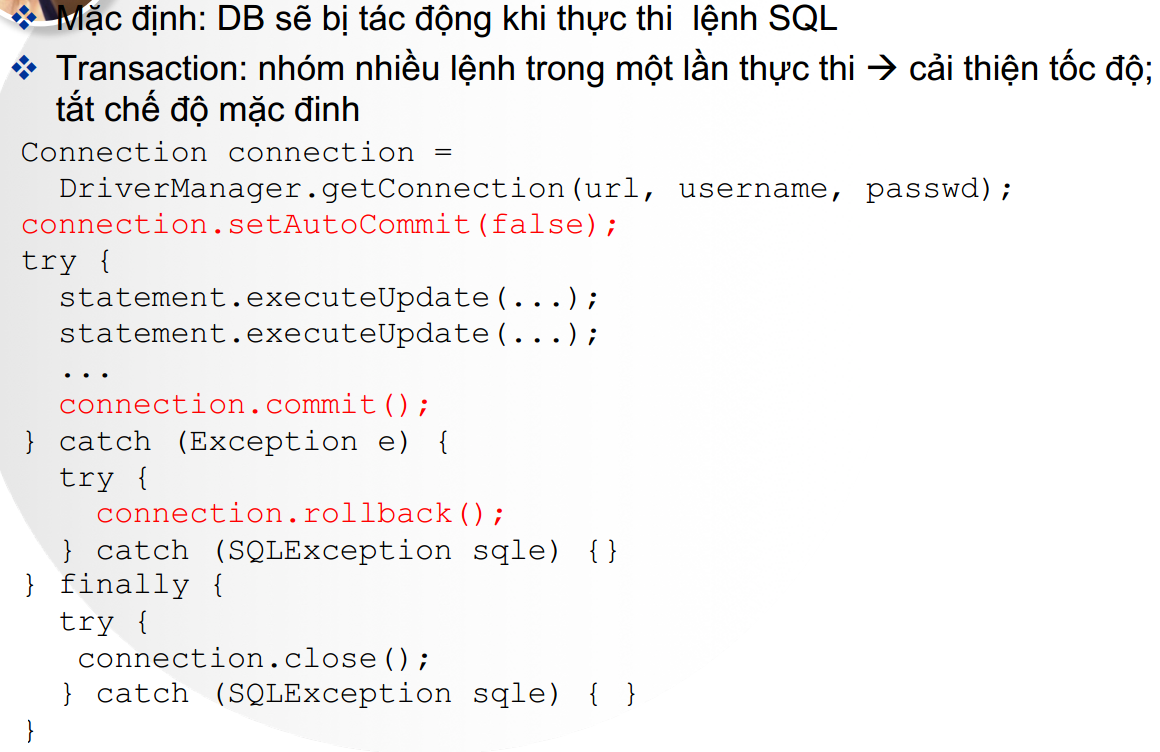 ❖ Mặc định: DB sẽ bị tác động khi thực thi  lệnh SQL
❖ Transaction: nhóm nhiều lệnh trong một lần thực thi → cải thiện tốc độ;
tắt chế độ mặc đinh
Connection connection =
  DriverManager.getConnection(url, username, passwd);
connection.setAutoCommit(false);
try {
  statement.executeUpdate(...);
  statement.executeUpdate(...);
  ...
  connection.commit();
} catch (Exception e) {
  try {
    connection.rollback();
  } catch (SQLException sqle) {}
} finally {
  try {
   connection.close();
  } catch (SQLException sqle) { }
}